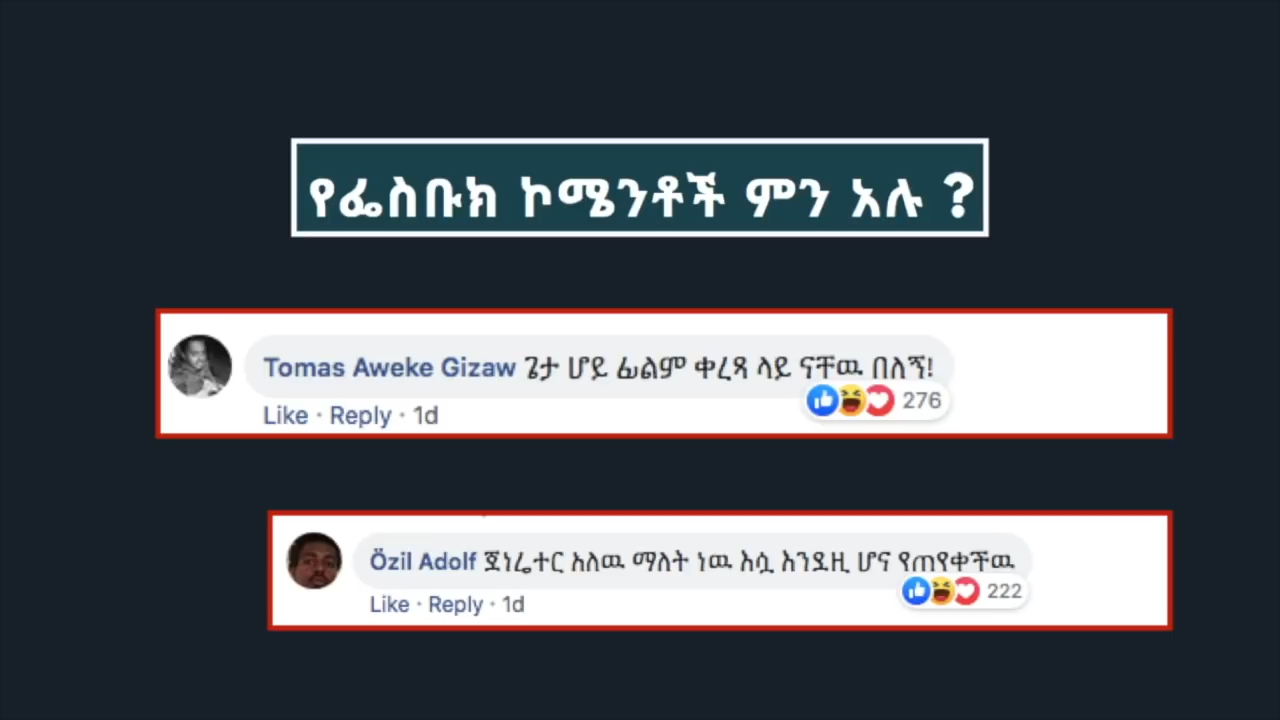 የፌስቡክ ኮሜንቶች ምን አሉ ?
Tomas Aweke Gizaw ጌታ ሆይ ፊልም ቀረጻ ላይ ናቸዉ በለኝ!
276
Like · Reply · 1d
Özil Adolf ጀነሬተር አለዉ ማለት ነዉ እሷ እንደዚ ሆና የጠየቀችዉ
222
Like · Reply · 1d